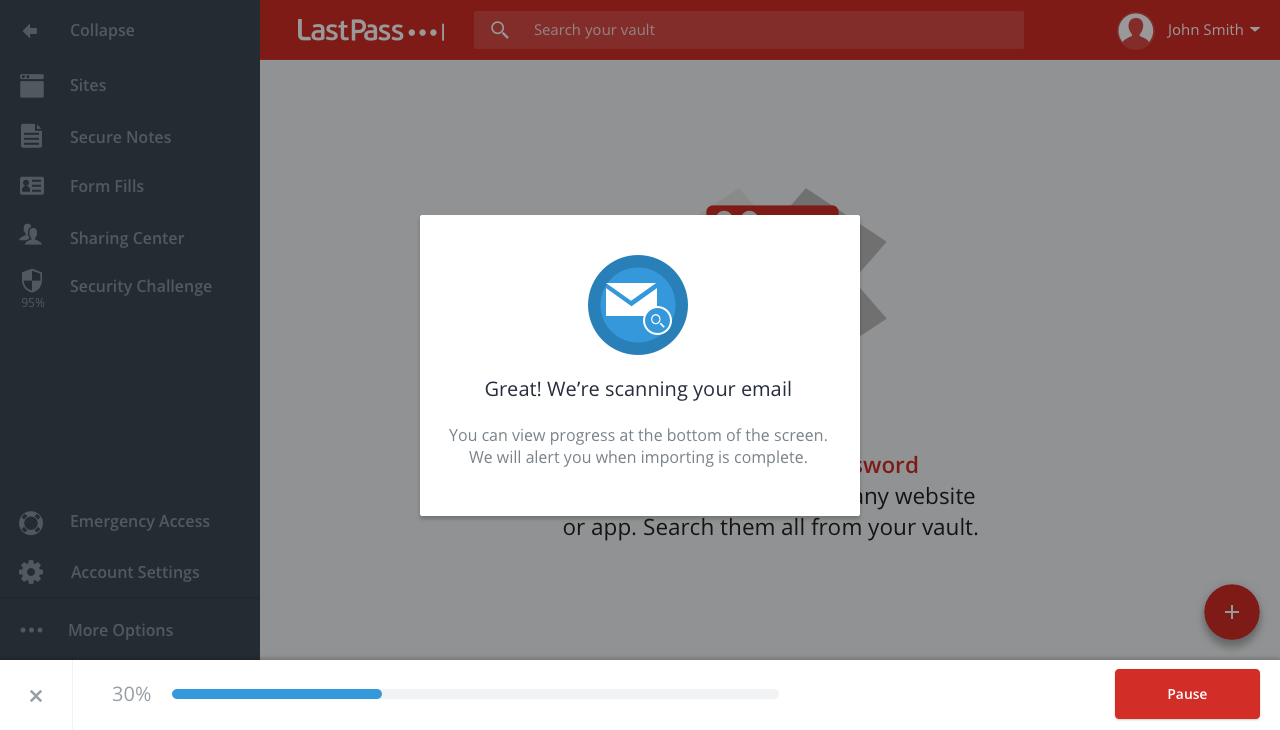 Collapse
LastPass
Search your vault
John Smith
Sites
Secure Notes
Form Fills
Sharing Center
Security Challenge
95%
Great! We’re scanning your email
You can view progress at the bottom of the screen.
We will alert you when importing is complete.
sword
any website
or app. Search them all from your vault.
Emergency Access
Account Settings
More Options
30%
Pause